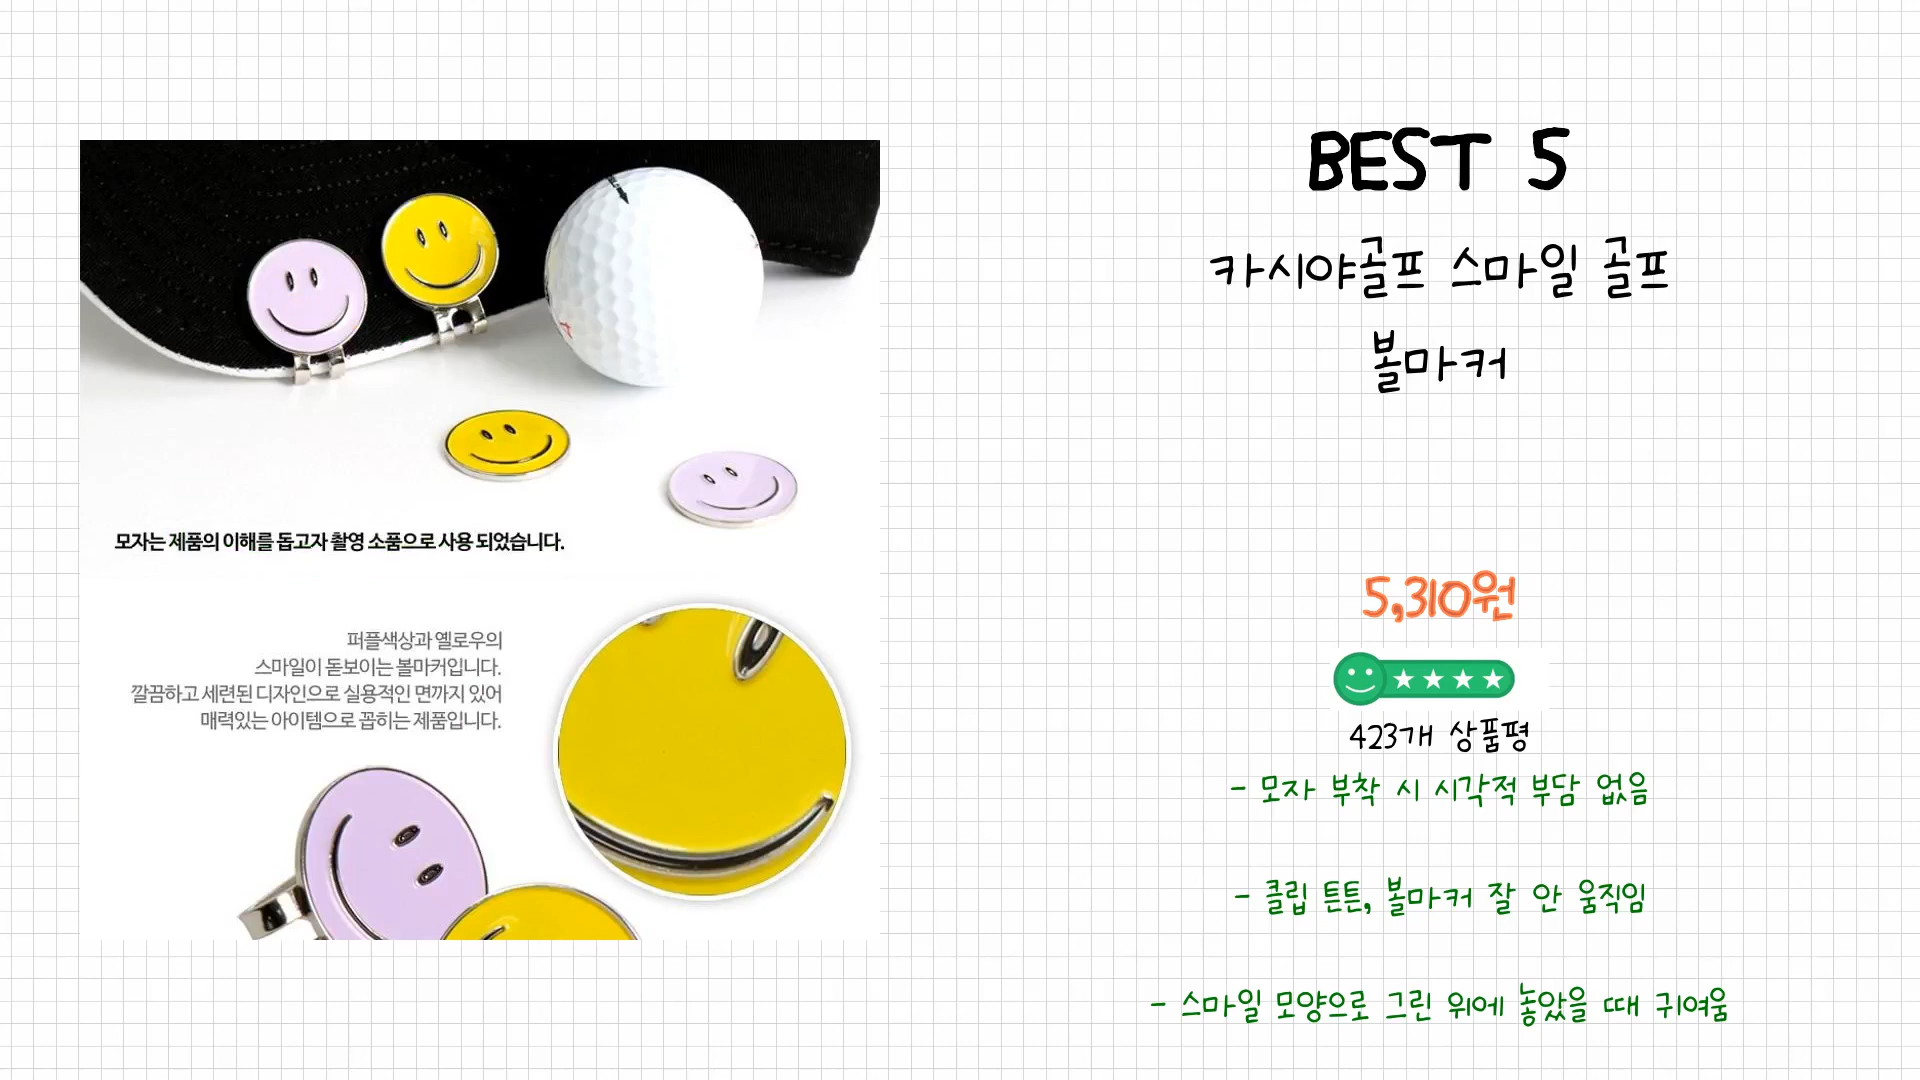 모자는 제품의 이해를 돕고자 촬영 소품으로 사용 되었습니다.
퍼플색상과 옐로우의
스마일이 돋보이는 볼마커입니다.
깔끔하고 세련된 디자인으로 실용적인 면까지 있어
매력있는 아이템으로 꼽히는 제품입니다.
BEST 5
카시야골프 스마일 골프
볼마커
5,310원
423개 상품평
- 모자 부착 시 시각적 부담 없음
- 클립 튼튼, 볼마커 잘 안 움직임
- 스마일 모양으로 그린 위에 놓았을 때 귀여움